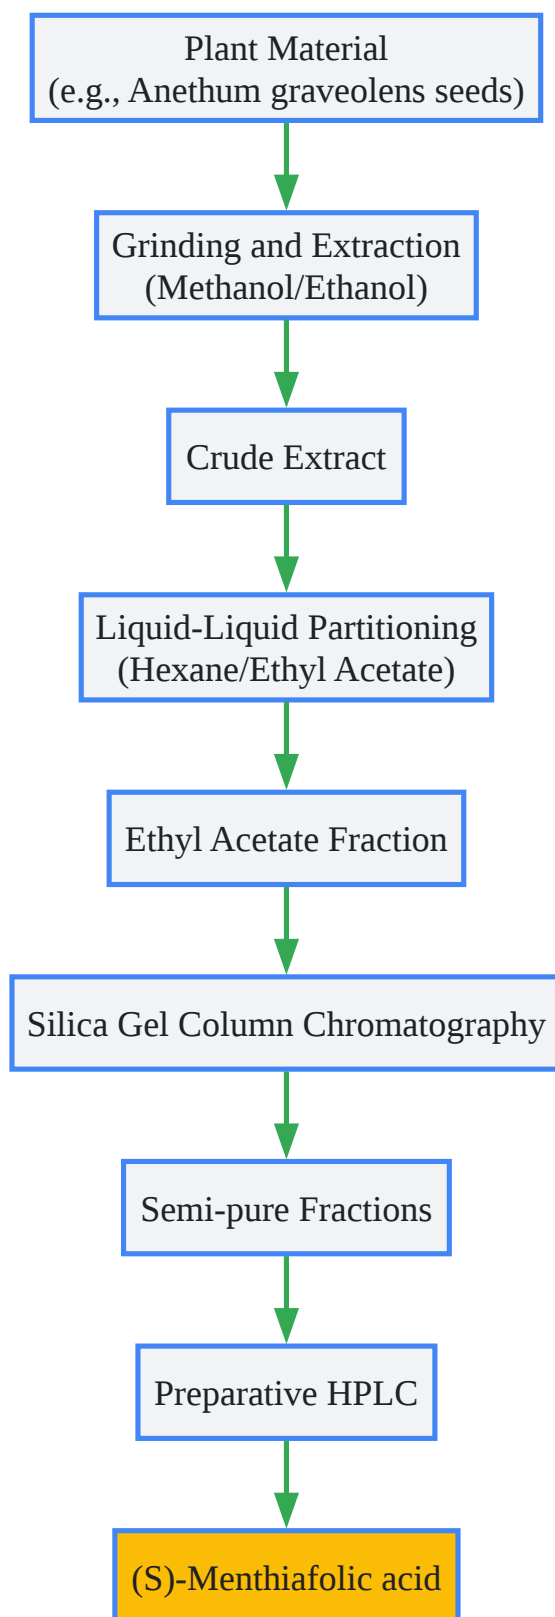 Plant Material
(e.g., Anethum graveolens seeds)
Grinding and Extraction
(Methanol/Ethanol)
Crude Extract
Liquid-Liquid Partitioning
(Hexane/Ethyl Acetate)
Ethyl Acetate Fraction
Silica Gel Column Chromatography
Semi-pure Fractions
Preparative HPLC
(S)-Menthiafolic acid